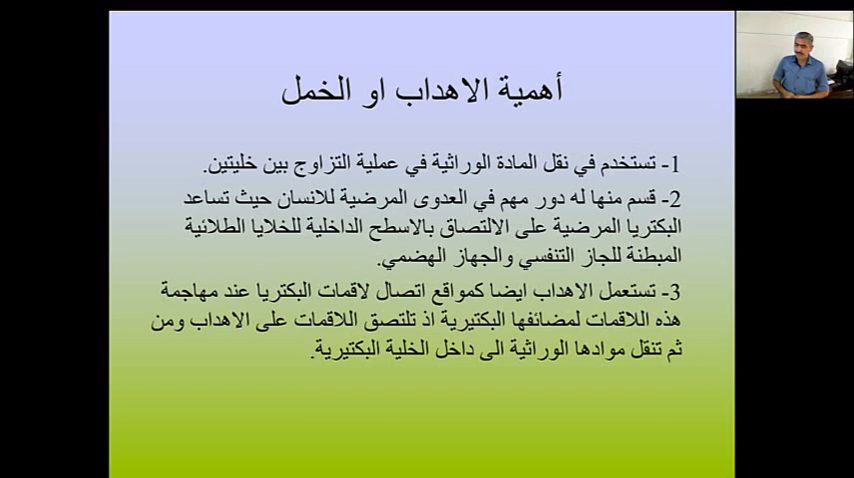 أهمية الاهداب او الخمل
1- تستخدم في نقل المادة الوراثية في عملية التزاوج بين خليتين.
2- قسم منها له دور مهم في العدوى المرضية للانسان حيث تساعد
البكتريا المرضية على الالتصاق بالاسطح الداخلية للخلايا الطلائية
المبطنة للجاز التنفسي والجهاز الهضمي.
3- تستعمل الاهداب ايضا كمواقع اتصال لاقمات البكتريا عند مهاجمة
هذه اللاقمات لمضائفها البكتيرية اذ تلتصق اللاقمات على الاهداب ومن
ثم تنقل موادها الوراثية الى داخل الخلية البكتيرية.